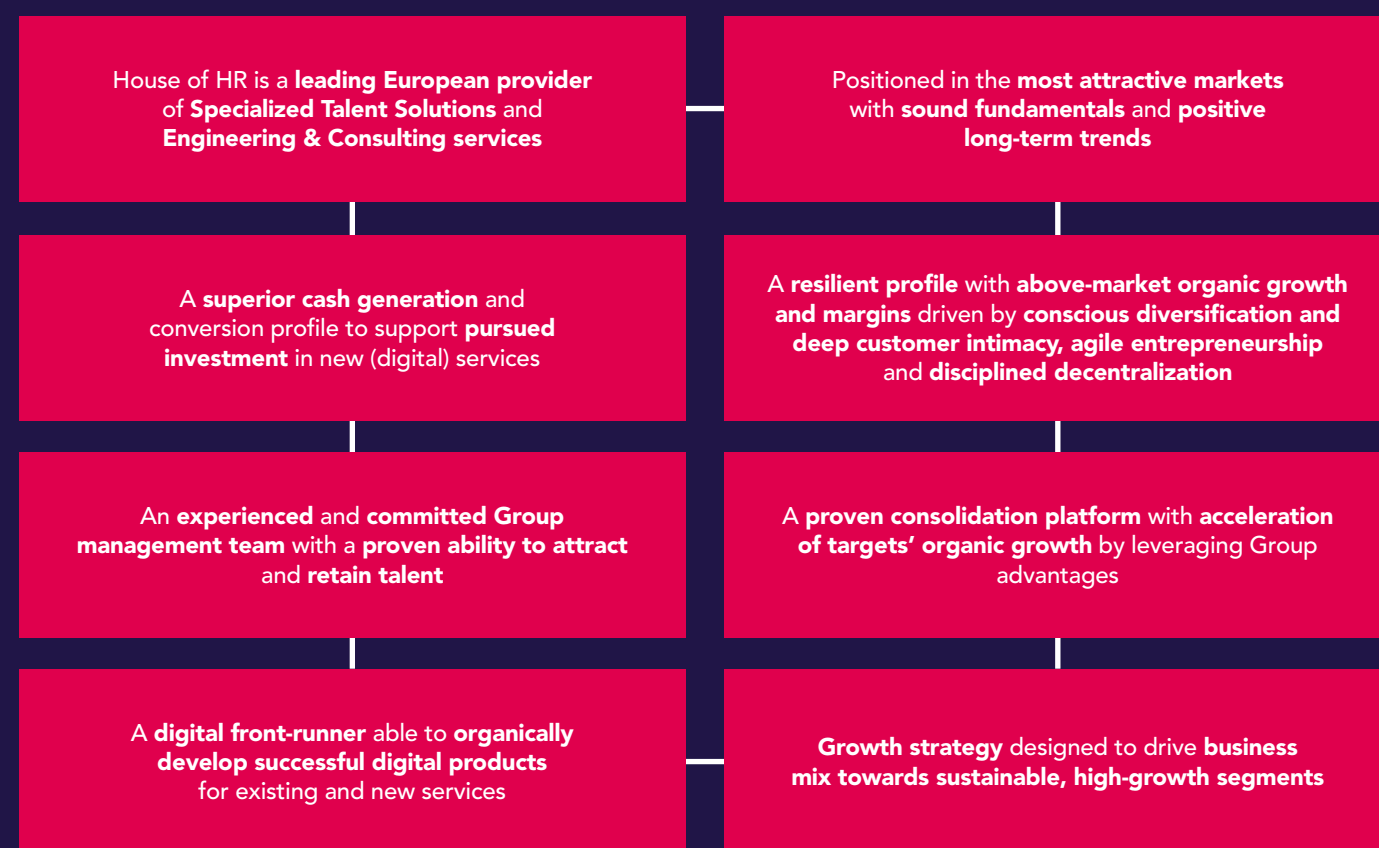 House of HR is a leading European provider
of Specialized Talent Solutions and
Engineering & Consulting services
Positioned in the most attractive markets
with sound fundamentals and positive
long-term trends
A superior cash generation and
conversion profile to support pursued
investment in new (digital) services
A resilient profile with above-market organic growth
and margins driven by conscious diversification and
deep customer intimacy, agile entrepreneurship
and disciplined decentralization
An experienced and committed Group
management team with a proven ability to attract
and retain talent
A proven consolidation platform with acceleration
of targets’ organic growth by leveraging Group
advantages
A digital front-runner able to organically
develop successful digital products
for existing and new services
Growth strategy designed to drive business
mix towards sustainable, high-growth segments